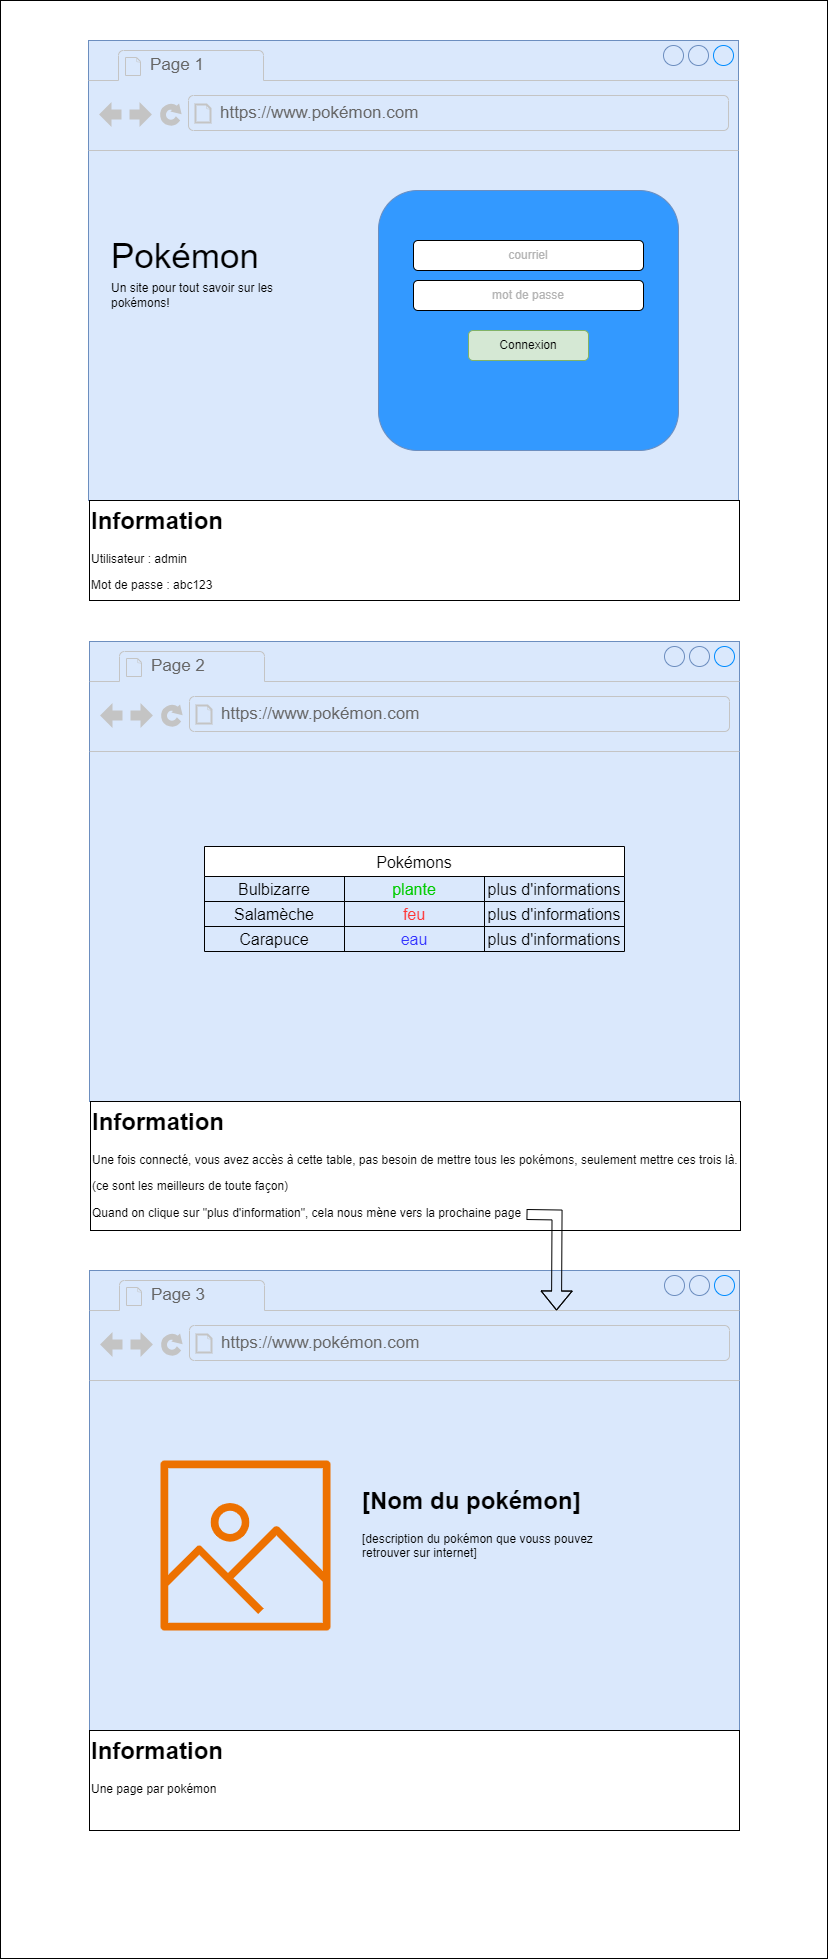 Page 1
https://www.pokémon.com
Pokémon
Un site pour tout savoir sur les
pokémons!
courriel
mot de passe
Connexion
Information
Utilisateur : admin
Mot de passe : abc123
Page 2
https://www.pokémon.com
Pokémons
Bulbizarre plante plus d'informations
Salamèche feu plus d'informations
Carapuce eau plus d'informations
Information
Une fois connecté, vous avez accès à cette table, pas besoin de mettre tous les pokémons, seulement mettre ces trois là.
(ce sont les meilleurs de toute façon)
Quand on clique sur "plus d'information", cela nous mène vers la prochaine page
Page 3
https://www.pokémon.com
[Nom du pokémon]
[description du pokémon que vouss pouvez
retrouver sur internet]
Information
Une page par pokémon